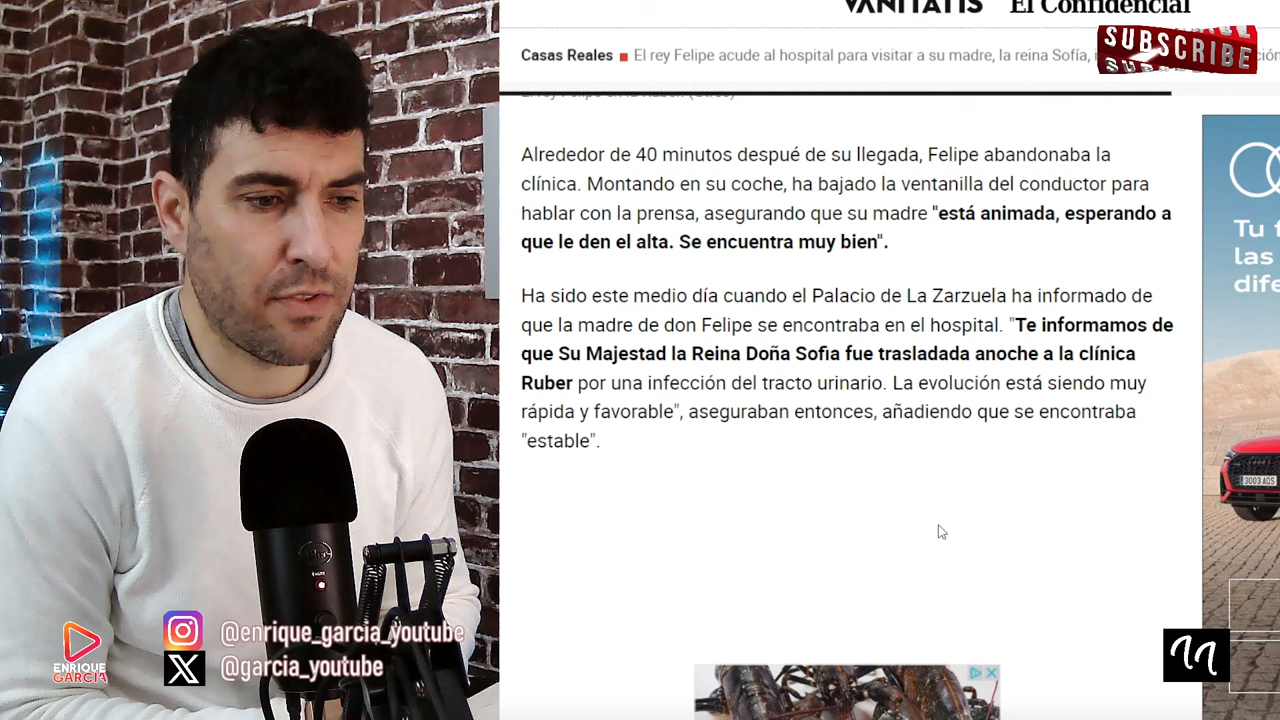 VANITATIS El Confidencial
SUBSCRIBE
Casas Reales El rey Felipe acude al hospital para visitar a su madre, la reina Sofía,
Alrededor de 40 minutos despué de su llegada, Felipe abandonaba la
clínica. Montando en su coche, ha bajado la ventanilla del conductor para
hablar con la prensa, asegurando que su madre "está animada, esperando a
que le den el alta. Se encuentra muy bien".
Ha sido este medio día cuando el Palacio de La Zarzuela ha informado de
que la madre de don Felipe se encontraba en el hospital. "Te informamos de
que Su Majestad la Reina Doña Sofia fue trasladada anoche a la clínica
Ruber por una infección del tracto urinario. La evolución está siendo muy
rápida y favorable", aseguraban entonces, añadiendo que se encontraba
"estable".
Tu
las
dife
3003 AQS
ENRIQUE
GARCIA
@enrique_garcia_youtube
@garcia_youtube